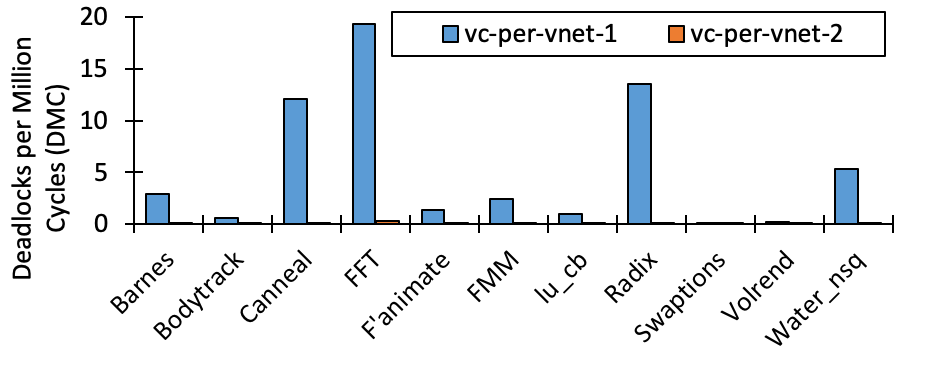 Deadlocks per Million
Cycles (DMC)
20
15
10
5
0
vc-per-vnet-1
vc-per-vnet-2
Barnes
Bodytrack
Canneal
FFT
F'animate
FMM
lu_cb
Radix
Swaptions
Volrend
Water_nsq